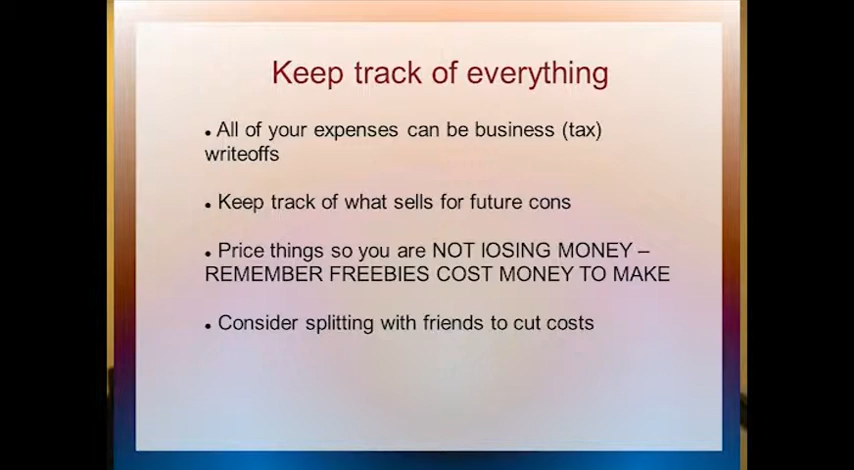 Keep track of everything
• All of your expenses can be business (tax)
writeoffs
• Keep track of what sells for future cons
• Price things so you are NOT lOSING MONEY –
REMEMBER FREEBIES COST MONEY TO MAKE
• Consider splitting with friends to cut costs